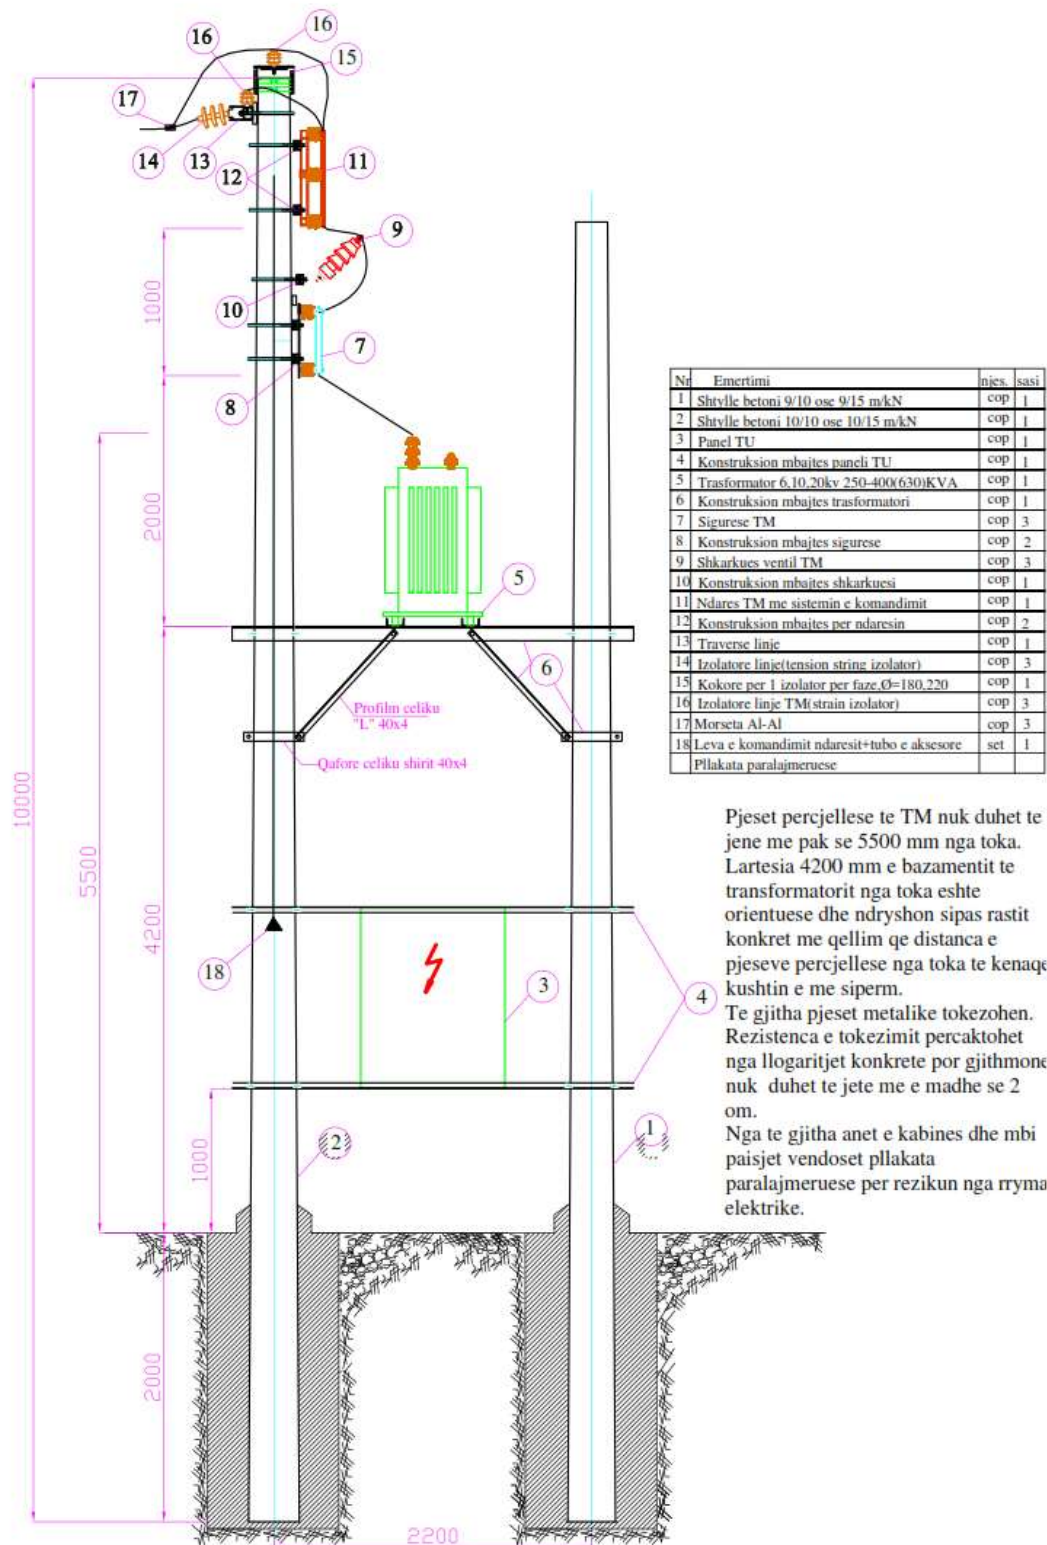 16
16
15
17
14
13
12
11
9
10
7
8
1000
2000
10000
5500
4200
1000
2000
2200
5
6
Profilm celiku
"L" 40x4
Qafore celiku shirit 40x4
18
3
4
2
1
Nr Emertimi njes. sasi
1 Shtylle betoni 9/10 ose 9/15 m/kN cop 1
2 Shtylle betoni 10/10 ose 10/15 m/kN cop 1
3 Panel TU cop 1
4 Konstruksion mbajtes paneli TU cop 1
5 Trasformator 6,10,20kv 250-400(630)KVA cop 1
6 Konstruksion mbajtes trasformatori cop 1
7 Sigurese TM cop 3
8 Konstruksion mbajtes sigurese cop 2
9 Shkarkues ventil TM cop 3
10 Konstruksion mbajtes shkarkuesi cop 1
11 Ndares TM me sistemin e komandimit cop 1
12 Konstruksion mbajtes per ndaresin cop 2
13 Traverse linje cop 1
14 Izolatore linje(tension string izolator) cop 3
15 Kokore per 1 izolator per faze,Ø=180,220 cop 1
16 Izolatore linje TM(strain izolator) cop 3
17 Morseta Al-Al cop 3
18 Leva e komandimit ndaresit+tubo e aksesore set 1
Pllakata paralajmeruese
Pjeset percjellese te TM nuk duhet te
jene me pak se 5500 mm nga toka.
Lartesia 4200 mm e bazamentit te
transformatorit nga toka eshte
orientuese dhe ndryshon sipas rastit
konkret me qellim qe distanca e
pjeseve percjellese nga toka te kenaqe
kushtin e me siperm.
Te gjitha pjeset metalike tokezohen.
Rezistenca e tokezimit percaktohet
nga llogaritjet konkrete por gjithmone
nuk duhet te jete me e madhe se 2
om.
Nga te gjitha anet e kabines dhe mbi
paisjet vendoset pllakata
paralajmeruese per rezikun nga rryma
elektrike.